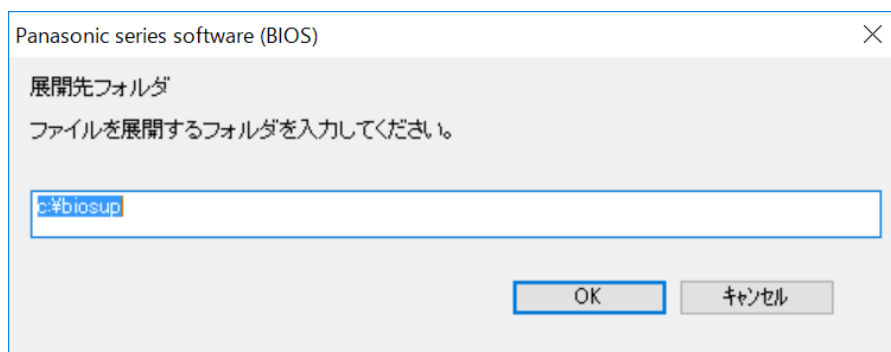 Panasonic series software (BIOS)
展開先フォルダ
ファイルを展開するフォルダを入力してください。
c:¥biosup
OK
キャンセル